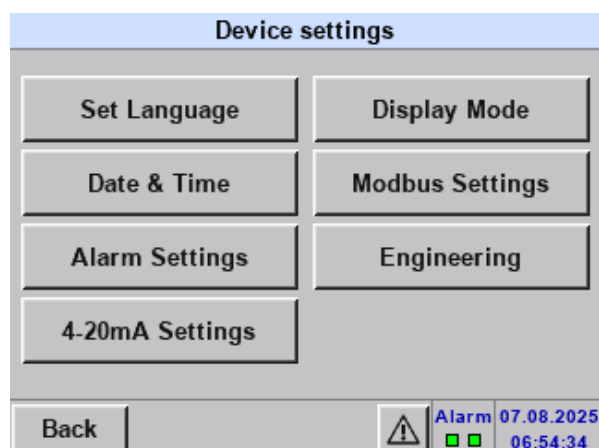 Device settings
Set Language
Display Mode
Date & Time
Modbus Settings
Alarm Settings
Engineering
4-20mA Settings
Back
Alarm
07.08.2025
06:54:34